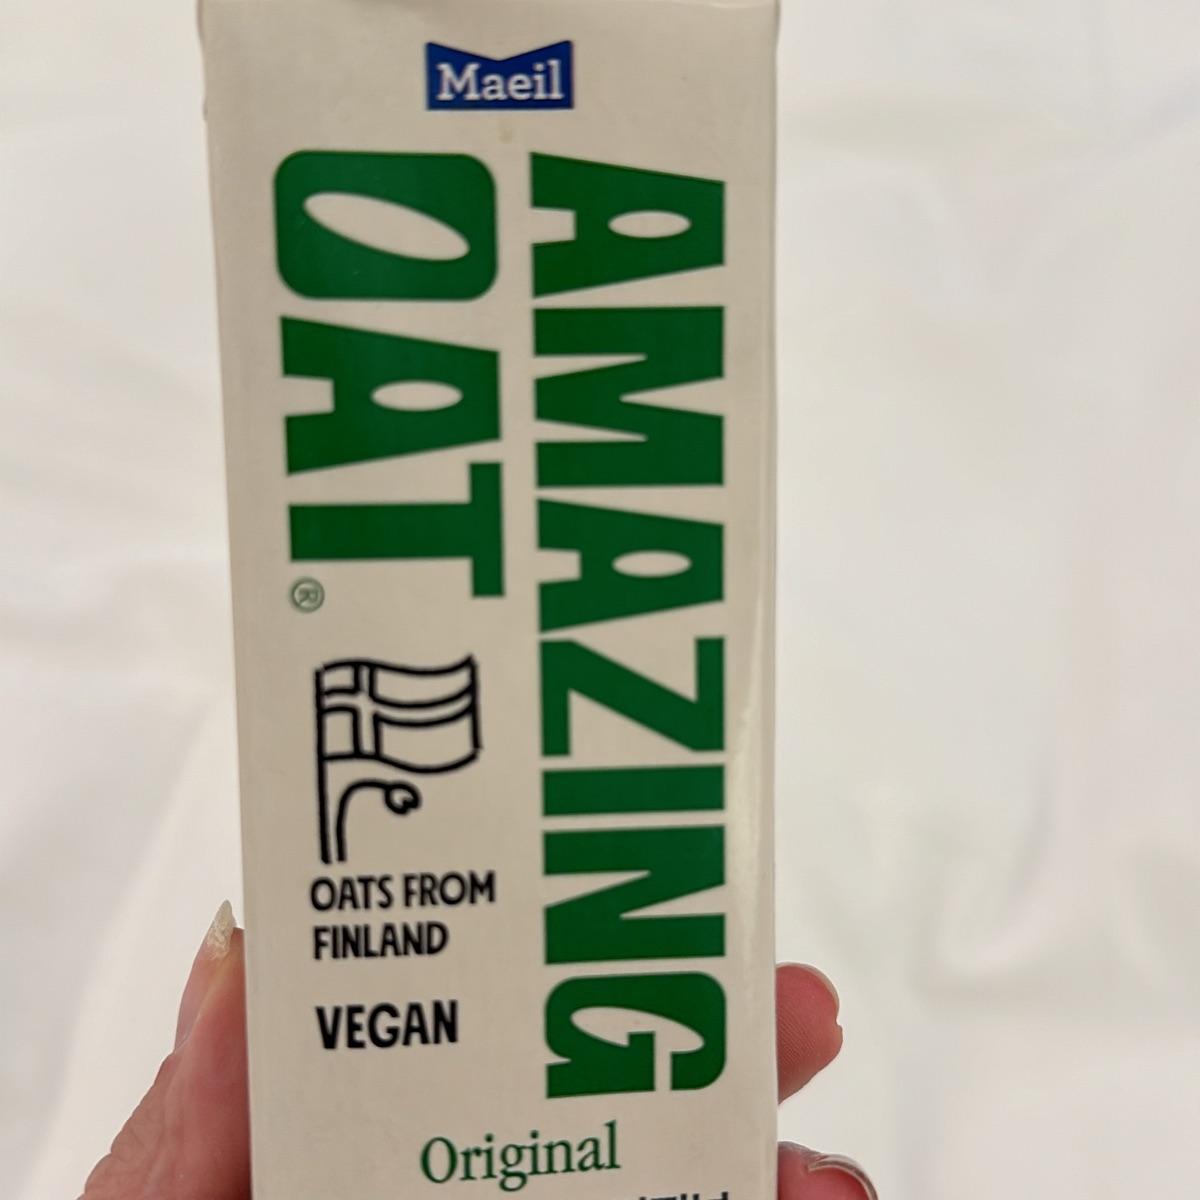 Maeil
AMAZING
OAT®
OATS FROM
FINLAND
VEGAN
Original